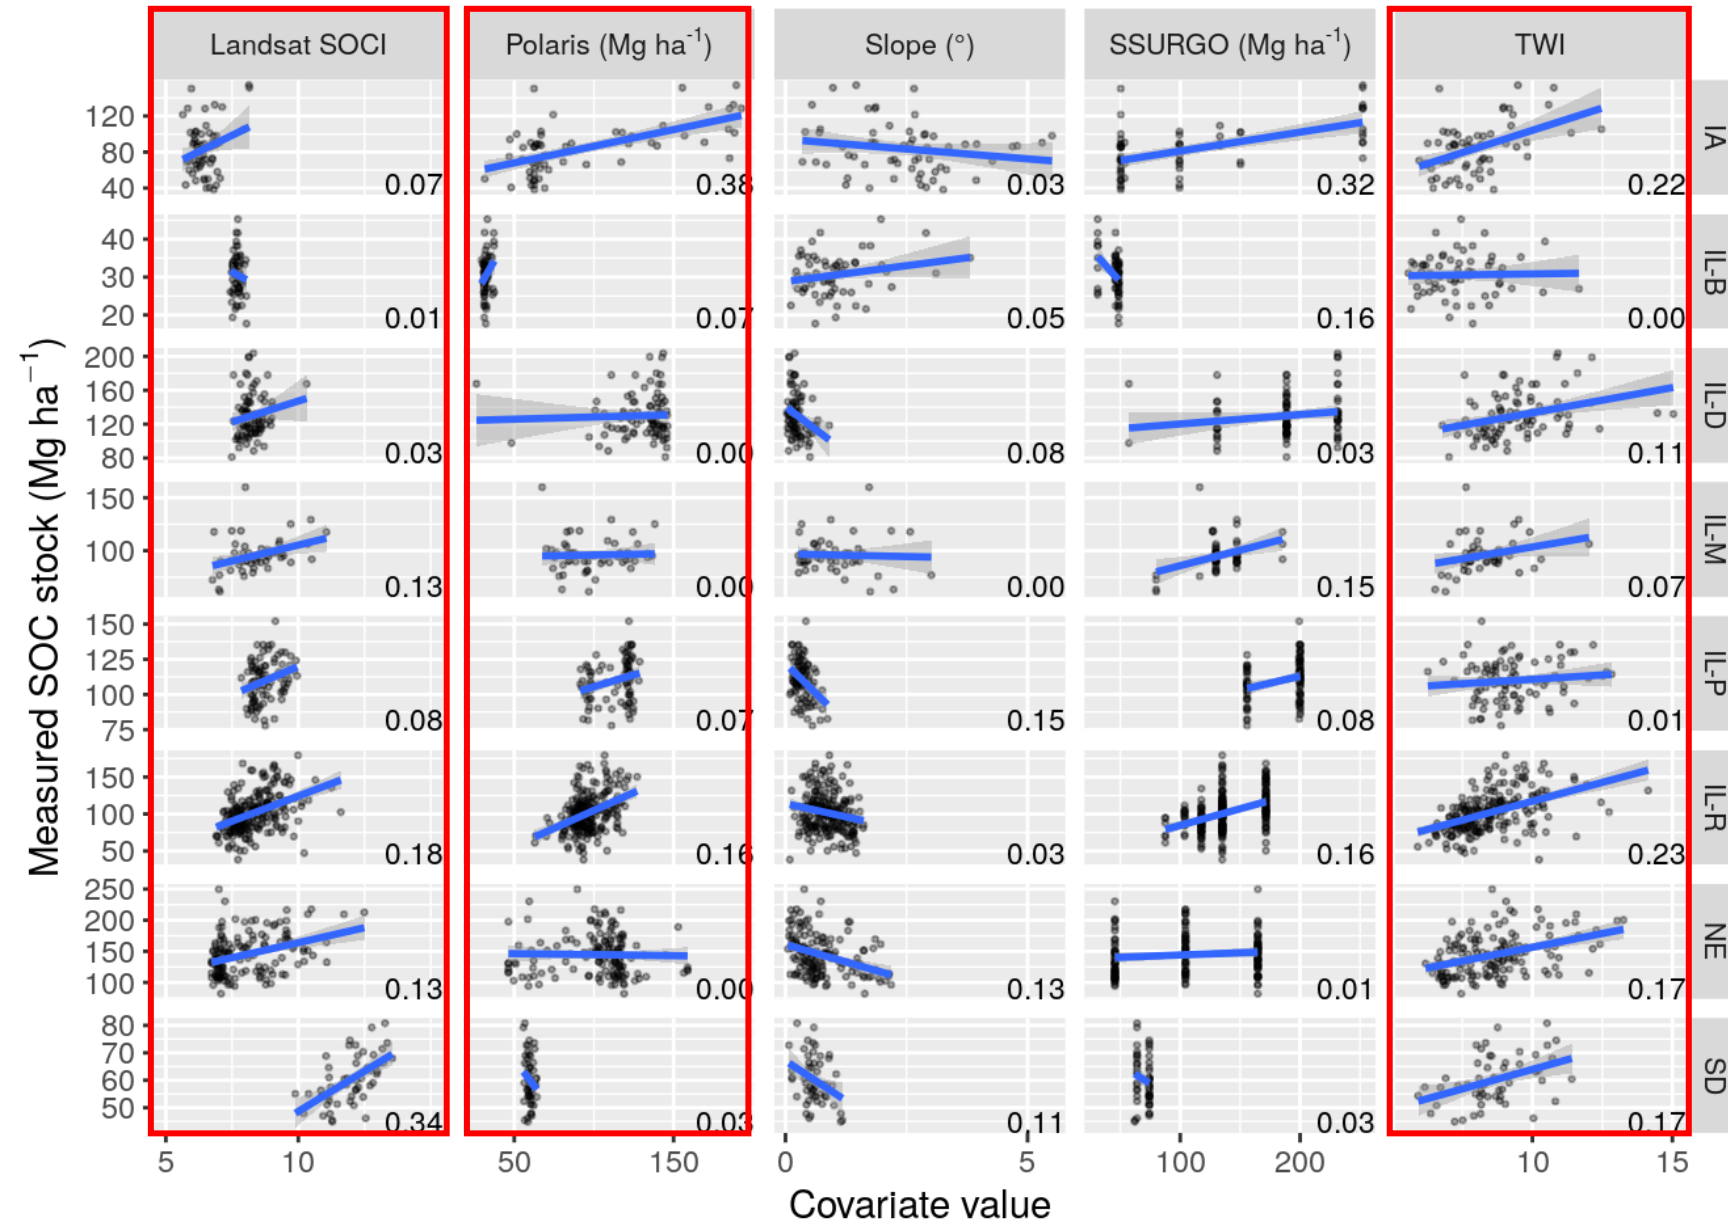 Landsat SOCI Polaris (Mg ha⁻¹) Slope (°) SSURGO (Mg ha⁻¹) TWI
120
80
40
0.07 0.38 0.03 0.32 0.22
IA
40
30
20
0.01 0.07 0.05 0.16 0.00
IL-B
200
160
120
80
0.03 0.00 0.08 0.03 0.11
IL-D
150
100
0.13 0.00 0.00 0.15 0.07
IL-M
150
125
100
75
0.08 0.07 0.15 0.08 0.01
IL-P
150
100
50
0.18 0.16 0.03 0.16 0.23
IL-R
250
200
150
100
0.13 0.00 0.13 0.01 0.17
NE
80
70
60
50
0.34 0.03 0.11 0.03 0.17
SD
5 10 50 150 0 5 100 200 10 15
Covariate value
Measured SOC stock (Mg ha⁻¹)